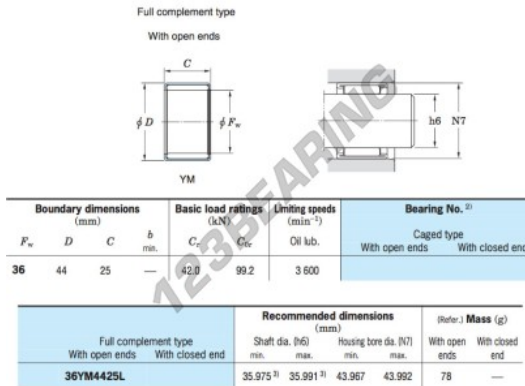 Full complement type
With open ends
C
φ D
φ Fw
YM
h6
N7
123BEARING
Boundary dimensions (mm)
Basic load ratings (kN)
Limiting speeds (min⁻¹)
Bearing No. 2)
Fw D C b min. Cr C0r Oil lub.
Caged type
With open ends With closed end
36 44 25 — 42.0 99.2 3 600
Full complement type
With open ends With closed end
Recommended dimensions (mm)
Shaft dia. (h6) Housing bore dia. (N7)
min. max. min. max.
(Refer.) Mass (g)
With open ends With closed end
36YM4425L 35.975 3) 35.991 3) 43.967 43.992 78 —